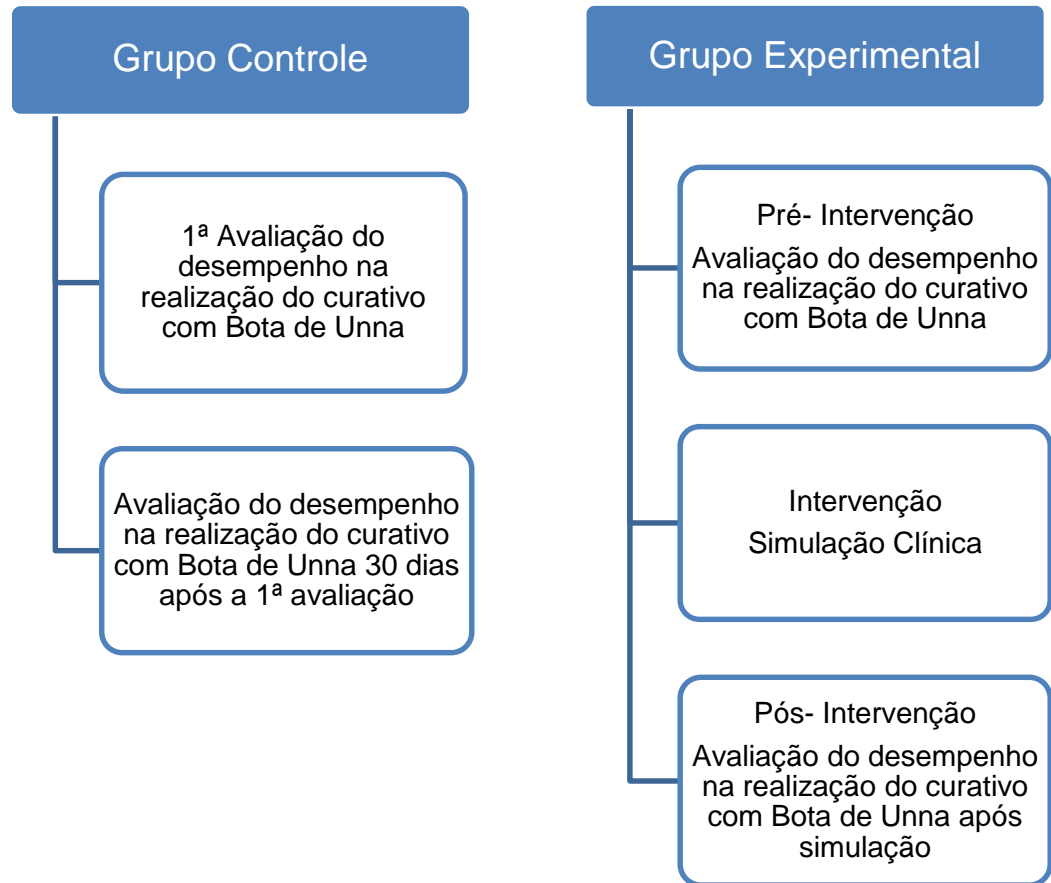 Grupo Controle
1ª Avaliação do
desempenho na
realização do curativo
com Bota de Unna
Avaliação do desempenho
na realização do curativo
com Bota de Unna 30 dias
após a 1ª avaliação
Grupo Experimental
Pré- Intervenção
Avaliação do desempenho
na realização do curativo
com Bota de Unna
Intervenção
Simulação Clínica
Pós- Intervenção
Avaliação do desempenho
na realização do curativo
com Bota de Unna após
simulação